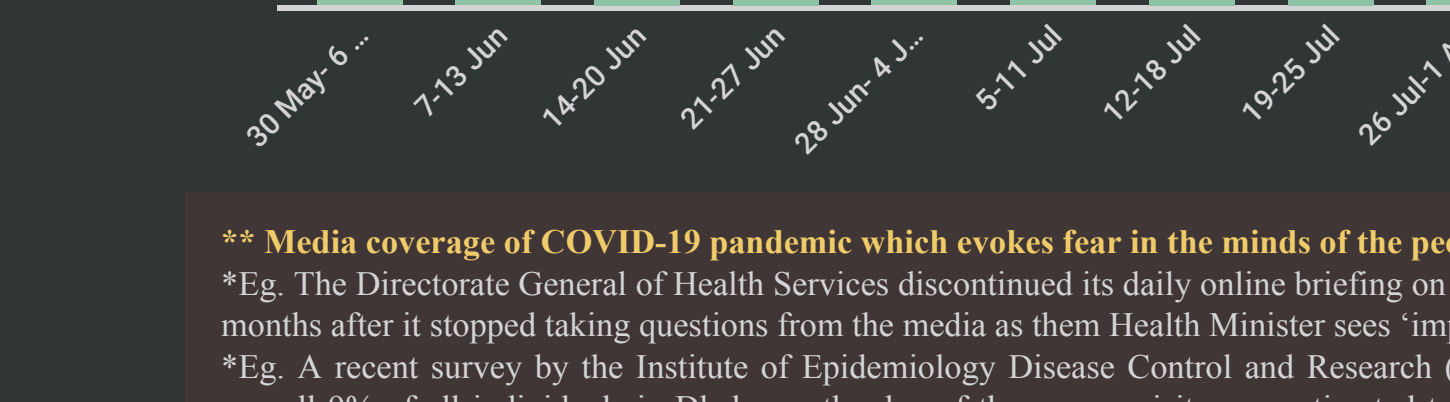 30 May- 6 ...
7-13 Jun
14-20 Jun
21-27 Jun
28 Jun- 4 J...
5-11 Jul
12-18 Jul
19-25 Jul
26 Jul-1
** Media coverage of COVID-19 pandemic which evokes fear in the minds of the
*Eg. The Directorate General of Health Services discontinued its daily online briefing on
months after it stopped taking questions from the media as them Health Minister sees
*Eg. A recent survey by the Institute of Epidemiology Disease Control and Research (